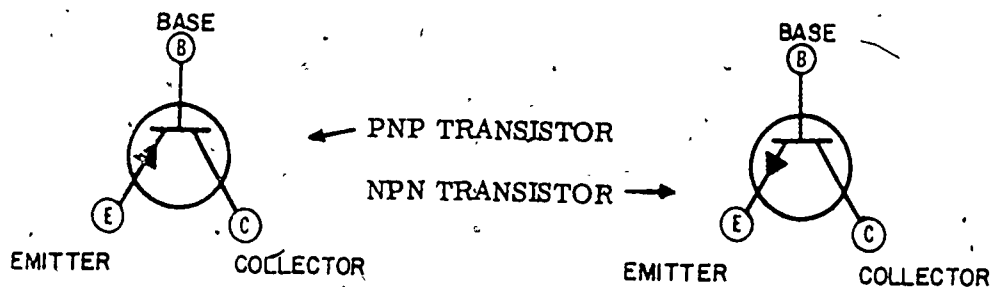 BASE
B
PNP TRANSISTOR
NPN TRANSISTOR
E
C
EMITTER
COLLECTOR
BASE
B
E
C
EMITTER
COLLECTOR